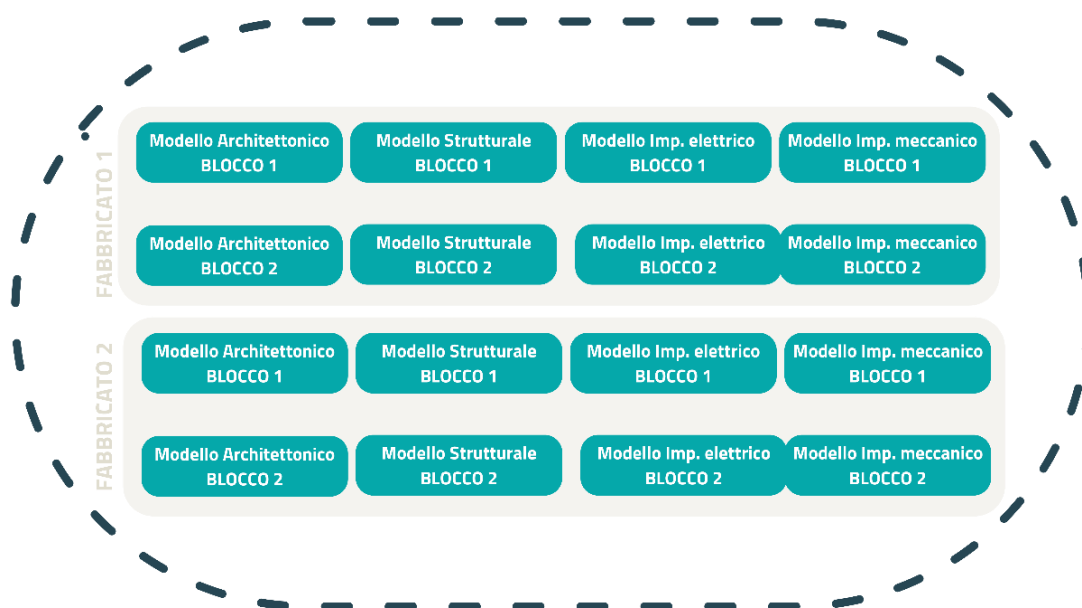 FABBRICATO 1
Modello Architettonico
BLOCCO 1
Modello Strutturale
BLOCCO 1
Modello Imp. elettrico
BLOCCO 1
Modello Imp. meccanico
BLOCCO 1
Modello Architettonico
BLOCCO 2
Modello Strutturale
BLOCCO 2
Modello Imp. elettrico
BLOCCO 2
Modello Imp. meccanico
BLOCCO 2
FABBRICATO 2
Modello Architettonico
BLOCCO 1
Modello Strutturale
BLOCCO 1
Modello Imp. elettrico
BLOCCO 1
Modello Imp. meccanico
BLOCCO 1
Modello Architettonico
BLOCCO 2
Modello Strutturale
BLOCCO 2
Modello Imp. elettrico
BLOCCO 2
Modello Imp. meccanico
BLOCCO 2